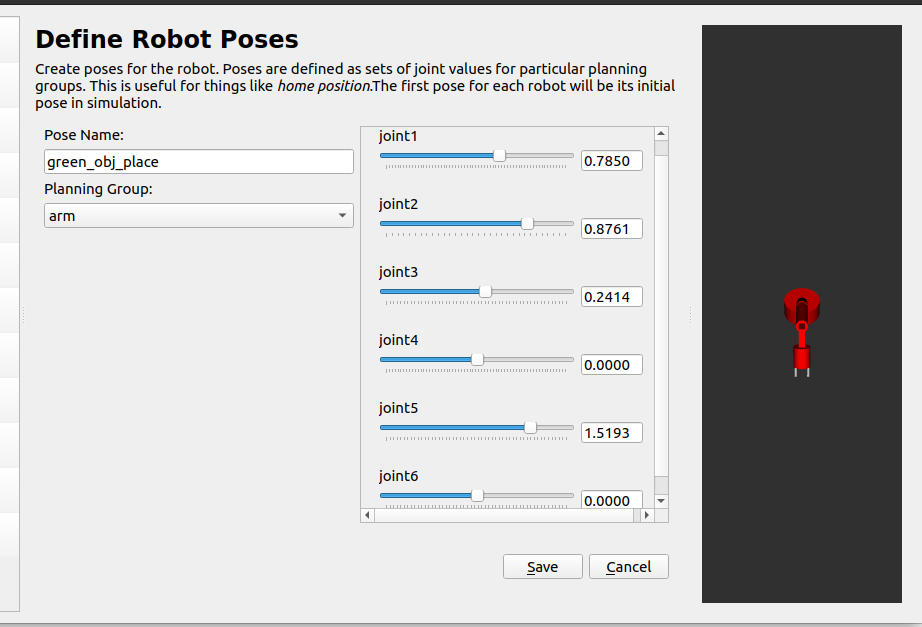 Define Robot Poses
Create poses for the robot. Poses are defined as sets of joint values for particular planning
groups. This is useful for things like home position.The first pose for each robot will be its initial
pose in simulation.
Pose Name:
green_obj_place
Planning Group:
arm
joint1
0.7850
joint2
0.8761
joint3
0.2414
joint4
0.0000
joint5
1.5193
joint6
0.0000
Save
Cancel